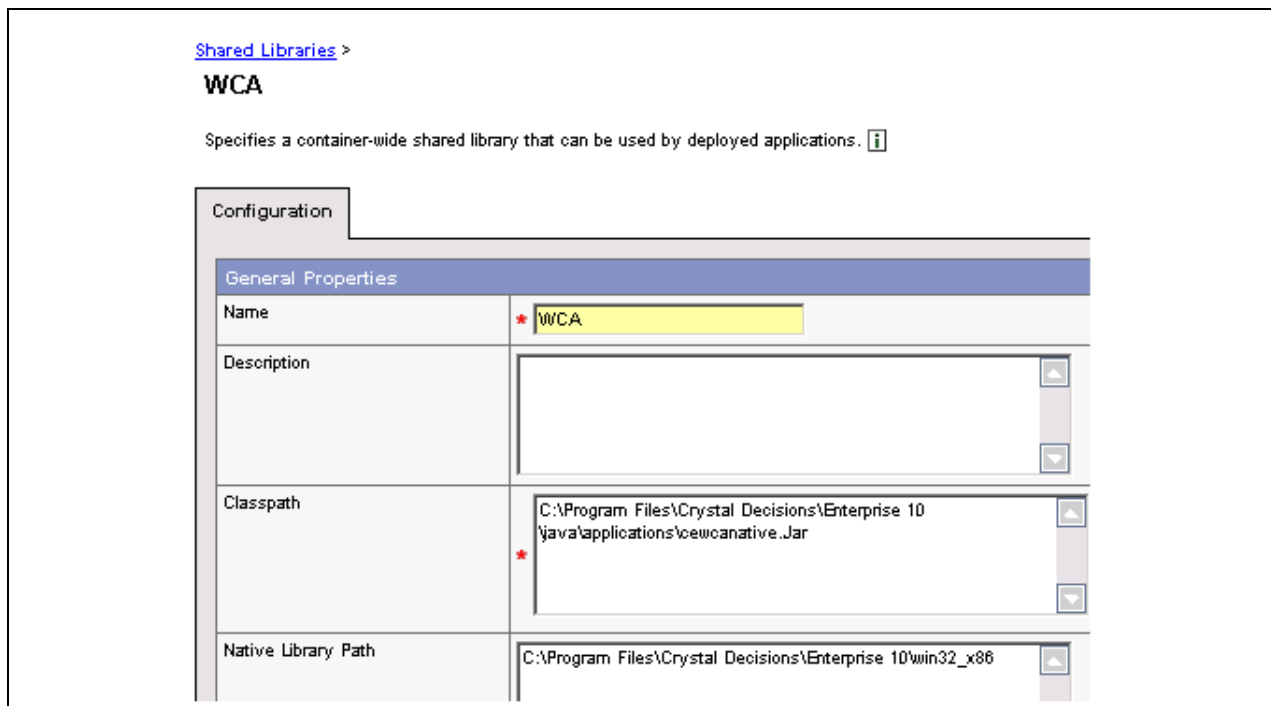 Shared Libraries >
WCA
Specifies a container-wide shared library that can be used by deployed applications. i
Configuration
General Properties
Name
* WCA
Description
Classpath
C:\Program Files\Crystal Decisions\Enterprise 10
\java\applications\cewcanative.Jar
*
Native Library Path
C:\Program Files\Crystal Decisions\Enterprise 10\win32_x86